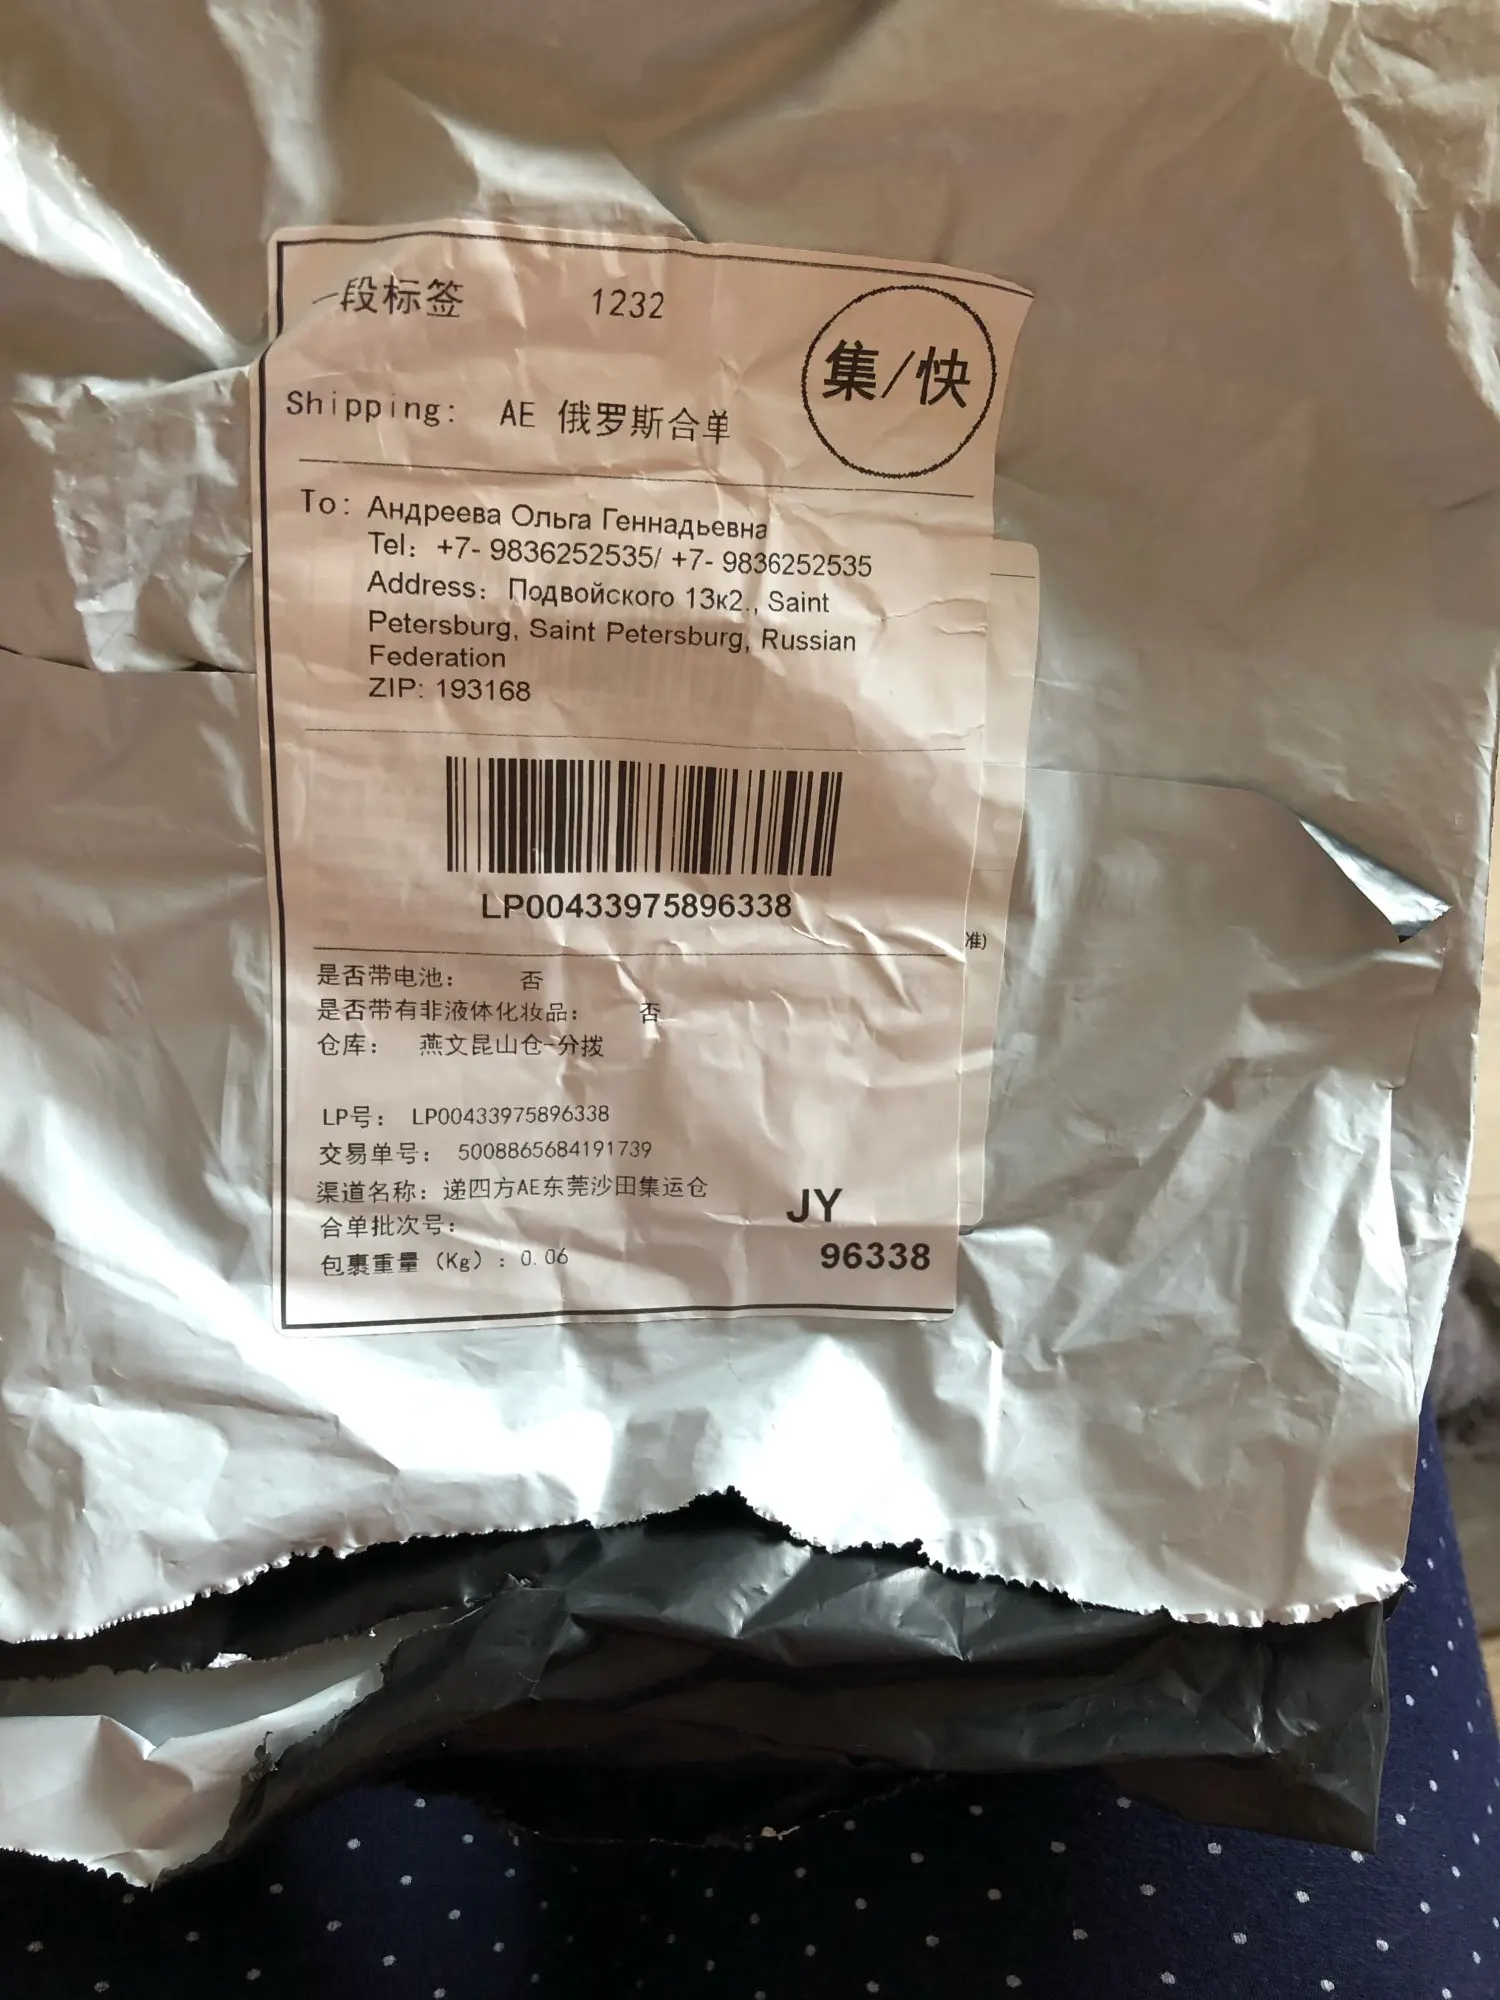 一段标签 1232
集/快
Shipping: AE 俄罗斯合单
To: Андреева Ольга Геннадьевна
Tel: +7- 9836252535/ +7- 9836252535
Address: Подвойского 13к2., Saint
Petersburg, Saint Petersburg, Russian
Federation
ZIP: 193168
LP00433975896338
准)
是否带电池: 否
是否带有非液体化妆品: 否
仓库: 燕文昆山仓-分拨
LP号: LP00433975896338
交易单号: 5008865684191739
渠道名称: 递四方AE东莞沙田集运仓
合单批次号:
包裹重量 (Kg) : 0.06
JY
96338